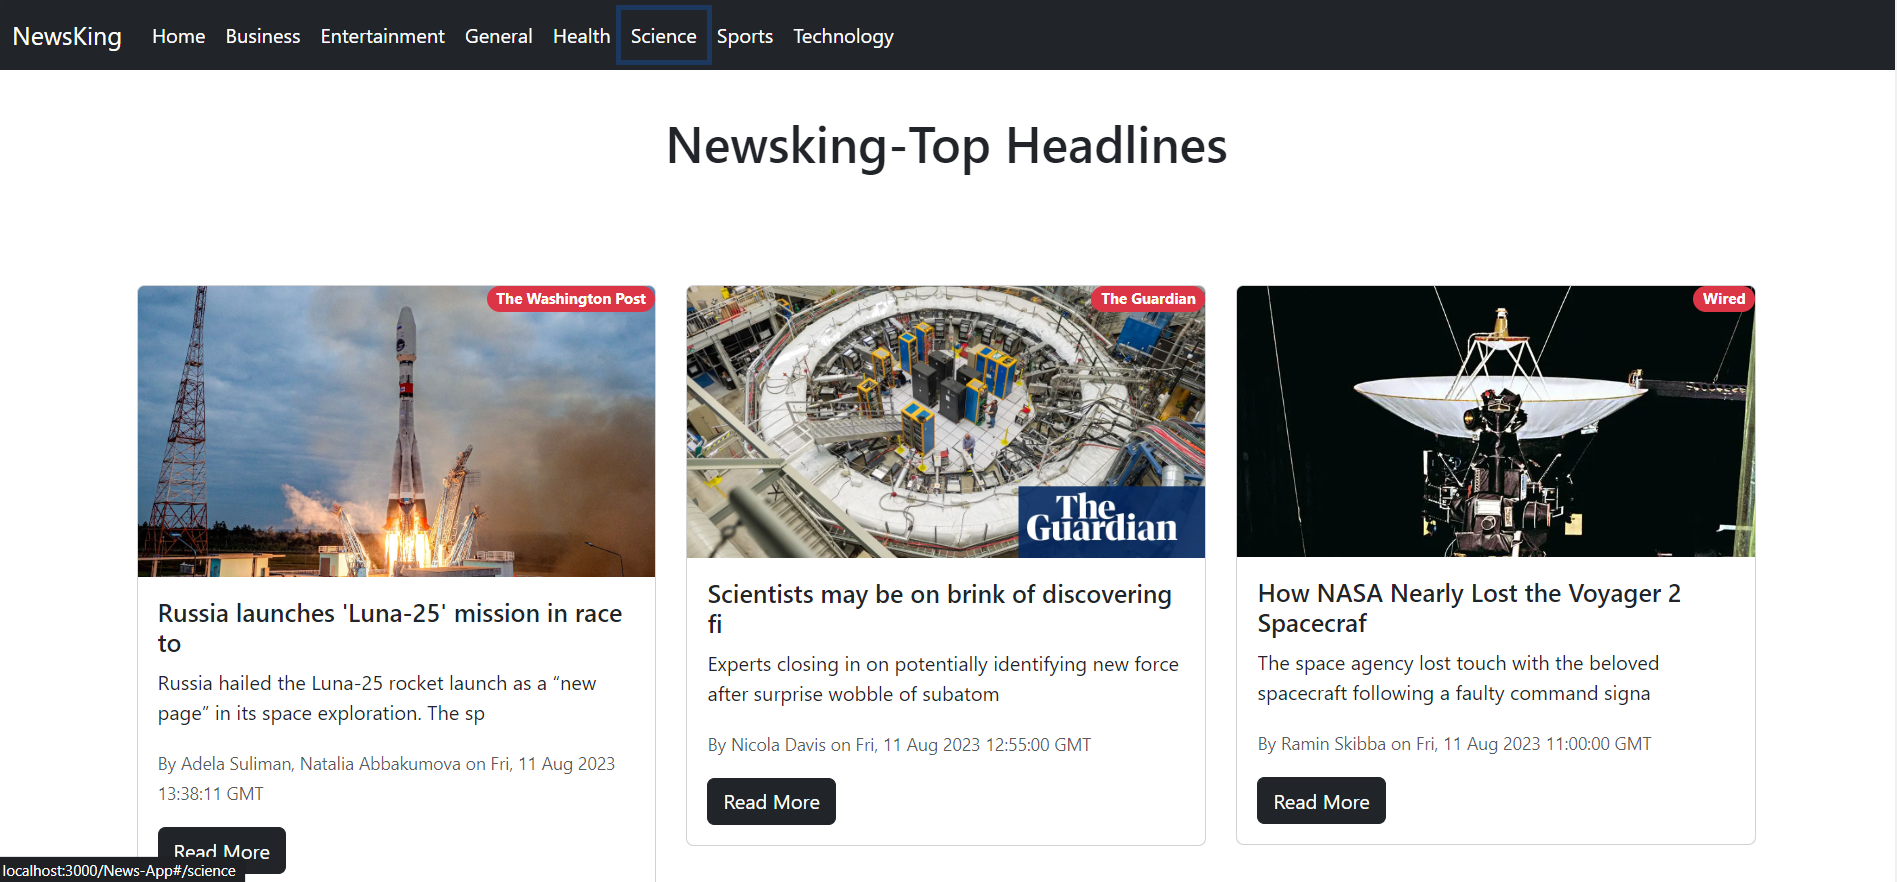 NewsKing Home Business Entertainment General Health Science Sports Technology
Newsking-Top Headlines
The Washington Post
Russia launches 'Luna-25' mission in race
to
Russia hailed the Luna-25 rocket launch as a “new
page” in its space exploration. The sp
By Adela Suliman, Natalia Abbakumova on Fri, 11 Aug 2023
13:38:11 GMT
Read More
The Guardian
The
Guardian
Scientists may be on brink of discovering
fi
Experts closing in on potentially identifying new force
after surprise wobble of subatom
By Nicola Davis on Fri, 11 Aug 2023 12:55:00 GMT
Read More
Wired
How NASA Nearly Lost the Voyager 2
Spacecraf
The space agency lost touch with the beloved
spacecraft following a faulty command signa
By Ramin Skibba on Fri, 11 Aug 2023 11:00:00 GMT
Read More
localhost:3000/News-App#/science